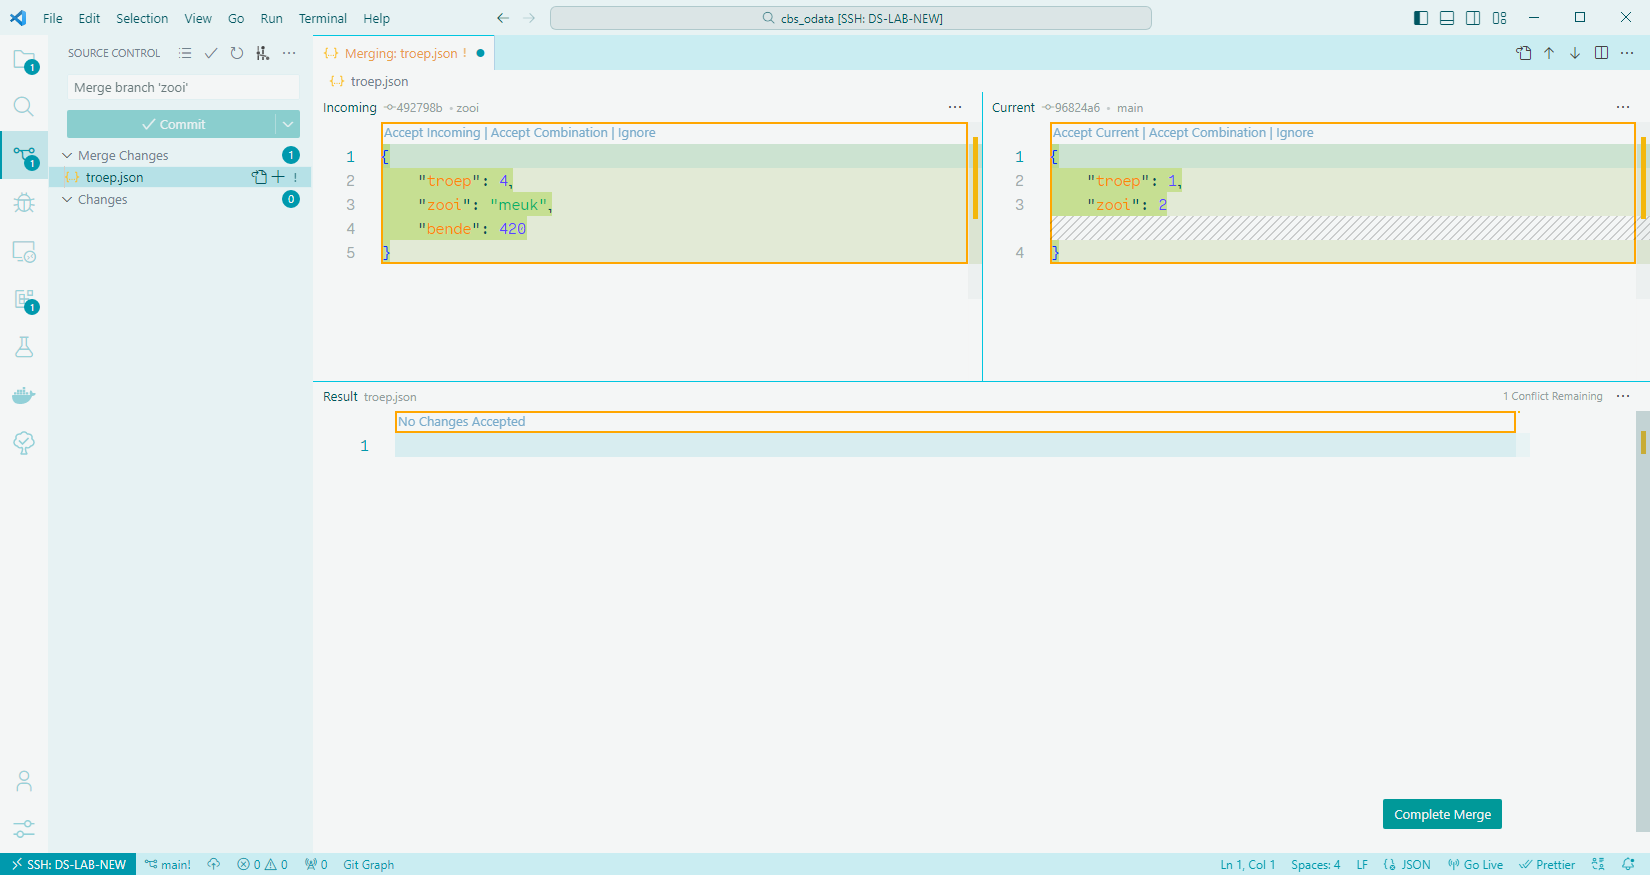 File Edit Selection View Go Run Terminal Help
cbs_odata [SSH: DS-LAB-NEW]
SOURCE CONTROL
Merge branch 'zooi'
Commit
Merge Changes 1
troep.json !
Changes 0
1
1
1
{..} Merging: troep.json !
{..} troep.json
Incoming 492798b • zooi
Accept Incoming | Accept Combination | Ignore
1 {
2 "troep": 4,
3 "zooi": "meuk",
4 "bende": 420
5 }
Current 96824a6 • main
Accept Current | Accept Combination | Ignore
1 {
2 "troep": 1,
3 "zooi": 2
4 }
Result troep.json
1 Conflict Remaining
No Changes Accepted
1
Complete Merge
SSH: DS-LAB-NEW main! 0 0 0 Git Graph
Ln 1, Col 1 Spaces: 4 LF JSON Go Live Prettier